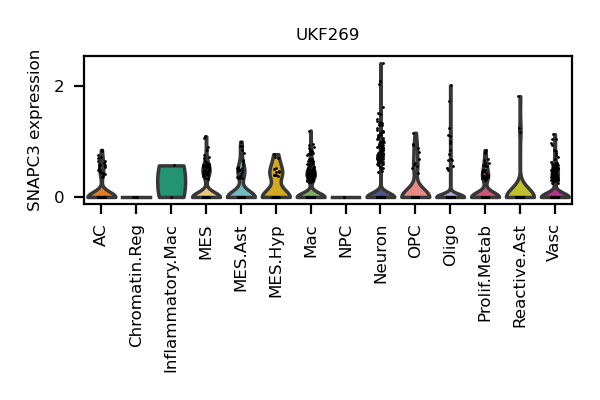 UKF269
SNAPC3 expression
2
0
AC
Chromatin.Reg
Inflammatory.Mac
MES
MES.Ast
MES.Hyp
Mac
NPC
Neuron
OPC
Oligo
Prolif.Metab
Reactive.Ast
Vasc